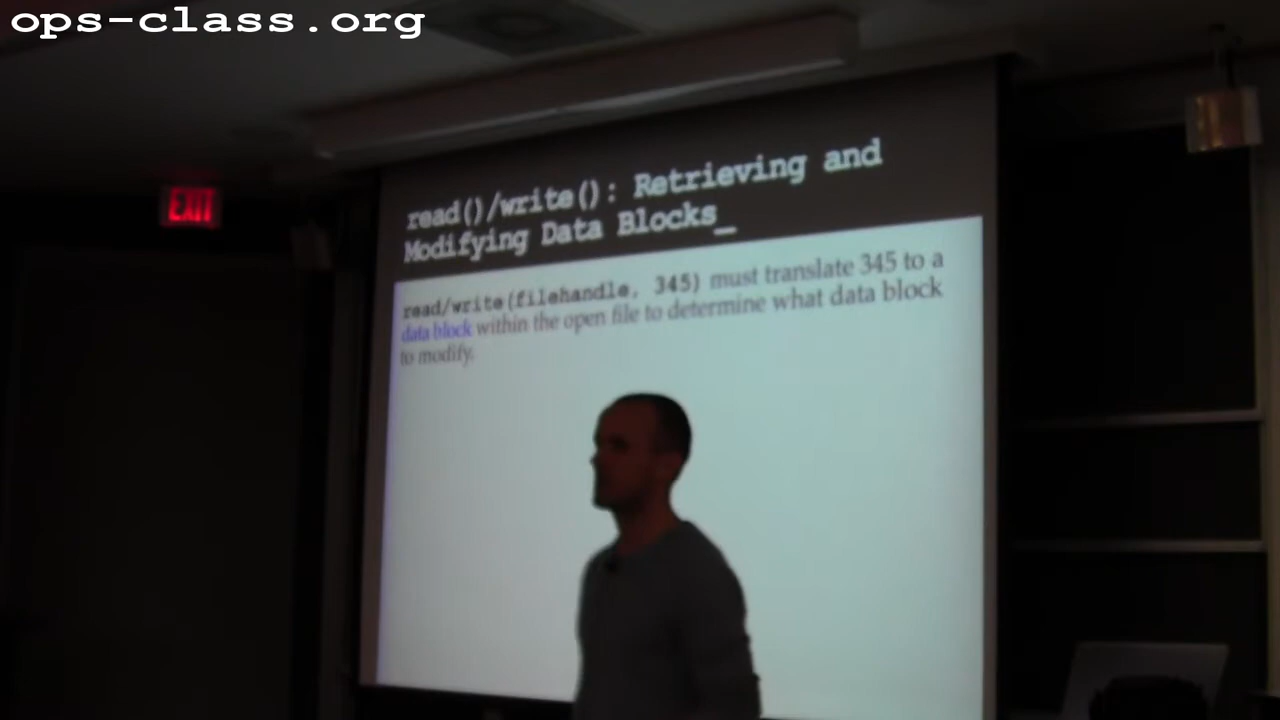 ops-class.org
EXIT
read()/write(): Retrieving and
Modifying Data Blocks_
read/write(filehandle, 345) must translate 345 to a
data block within the open file to determine what data block
to modify.